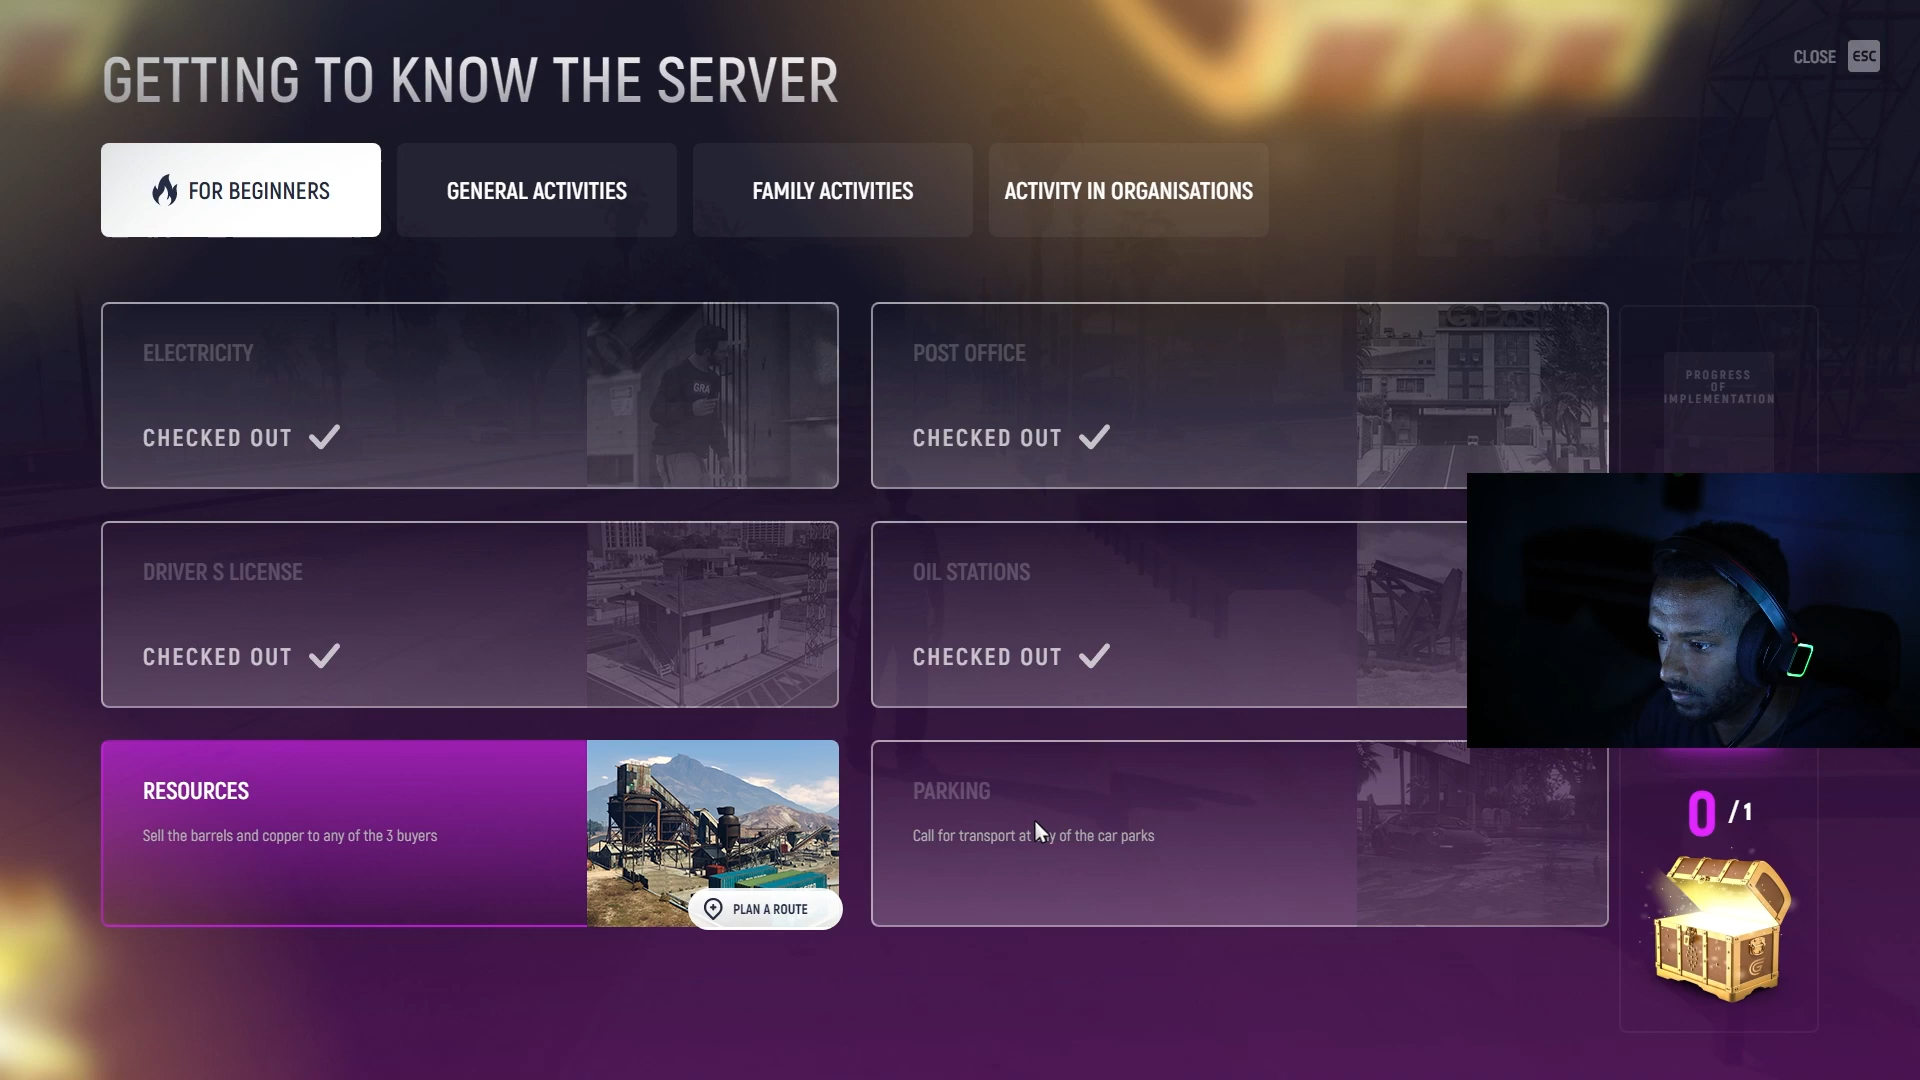 GETTING TO KNOW THE SERVER
CLOSE ESC
FOR BEGINNERS
GENERAL ACTIVITIES
FAMILY ACTIVITIES
ACTIVITY IN ORGANISATIONS
ELECTRICITY
CHECKED OUT
POST OFFICE
CHECKED OUT
PROGRESS
OF
IMPLEMENTATION
DRIVER S LICENSE
CHECKED OUT
OIL STATIONS
CHECKED OUT
RESOURCES
Sell the barrels and copper to any of the 3 buyers
PLAN A ROUTE
PARKING
Call for transport at any of the car parks
0 / 1